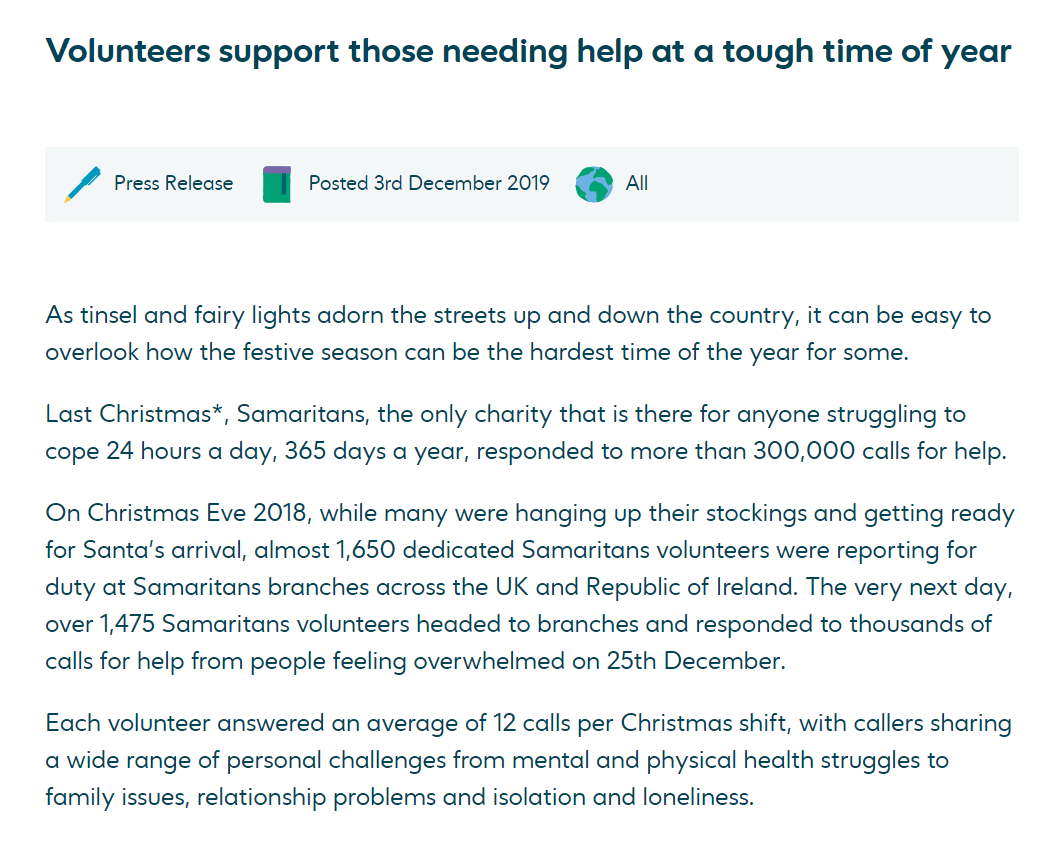 Volunteers support those needing help at a tough time of year
Press Release Posted 3rd December 2019 All
As tinsel and fairy lights adorn the streets up and down the country, it can be easy to
overlook how the festive season can be the hardest time of the year for some.
Last Christmas*, Samaritans, the only charity that is there for anyone struggling to
cope 24 hours a day, 365 days a year, responded to more than 300,000 calls for help.
On Christmas Eve 2018, while many were hanging up their stockings and getting ready
for Santa's arrival, almost 1,650 dedicated Samaritans volunteers were reporting for
duty at Samaritans branches across the UK and Republic of Ireland. The very next day,
over 1,475 Samaritans volunteers headed to branches and responded to thousands of
calls for help from people feeling overwhelmed on 25th December.
Each volunteer answered an average of 12 calls per Christmas shift, with callers sharing
a wide range of personal challenges from mental and physical health struggles to
family issues, relationship problems and isolation and loneliness.